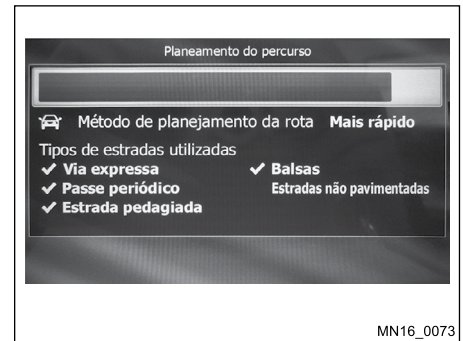 Planeamento do percurso
Método de planejamento da rota Mais rápido
Tipos de estradas utilizadas
Via expressa Balsas
Passe periódico Estradas não pavimentadas
Estrada pedagiada
MN16_0073